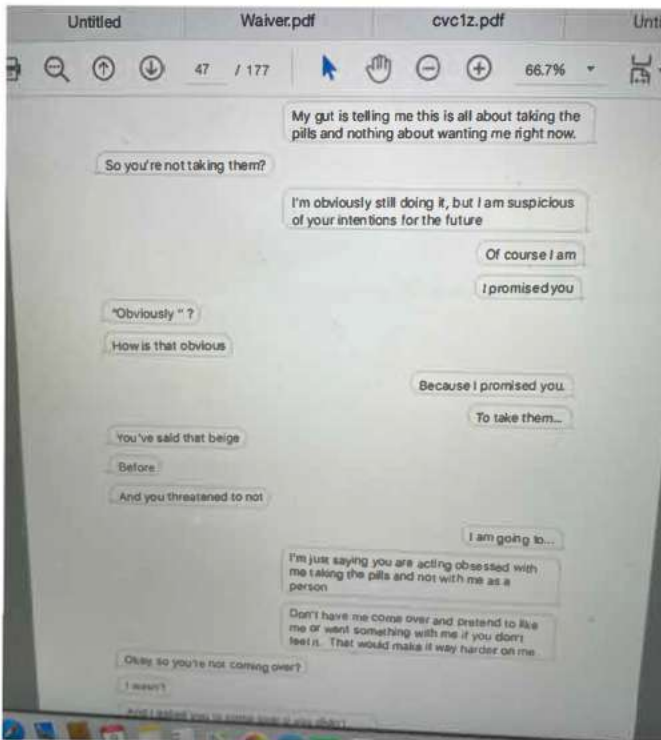 Untitled
Waiver.pdf
cvc1z.pdf
47 / 177
66.7%
My gut is telling me this is all about taking the
pills and nothing about wanting me right now.
So you're not taking them?
I'm obviously still doing it, but I am suspicious
of your intentions for the future
Of course I am
I promised you
"Obviously " ?
How is that obvious
Because I promised you.
To take them...
You've said that beige
Before
And you threatened to not
I am going to...
I'm just saying you are acting obsessed with
me taking the pills and not with me as a
person
Don't have me come over and pretend to like
me or want something with me if you don't
feel it. That would make it way harder on me
Okay so you're not coming over?
I wasn't
And I asked you to come over